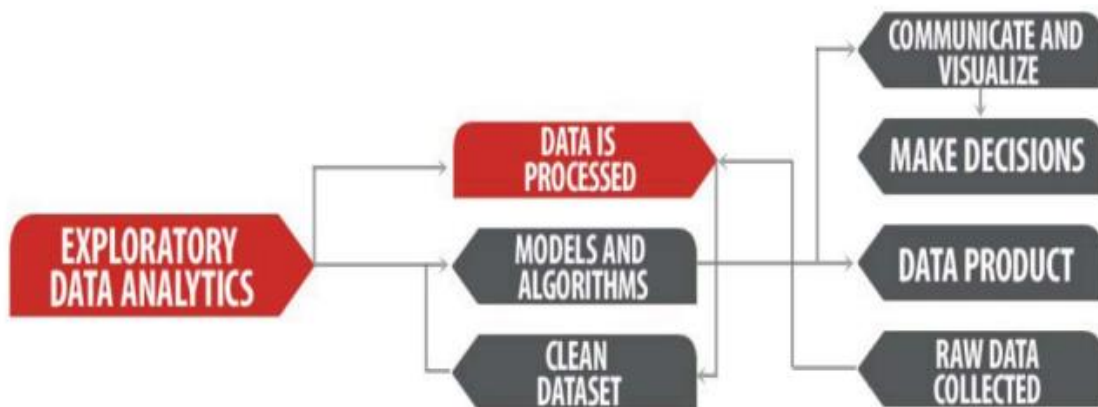 EXPLORATORY
DATA ANALYTICS
DATA IS
PROCESSED
MODELS AND
ALGORITHMS
CLEAN
DATASET
COMMUNICATE AND
VISUALIZE
MAKE DECISIONS
DATA PRODUCT
RAW DATA
COLLECTED